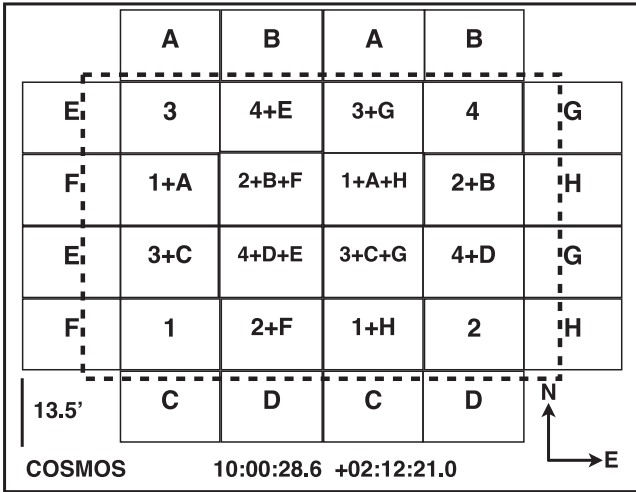 A B A B
E 3 4+E 3+G 4 G
F 1+A 2+B+F 1+A+H 2+B H
E 3+C 4+D+E 3+C+G 4+D G
F 1 2+F 1+H 2 H
13.5' C D C D N
E
COSMOS 10:00:28.6 +02:12:21.0